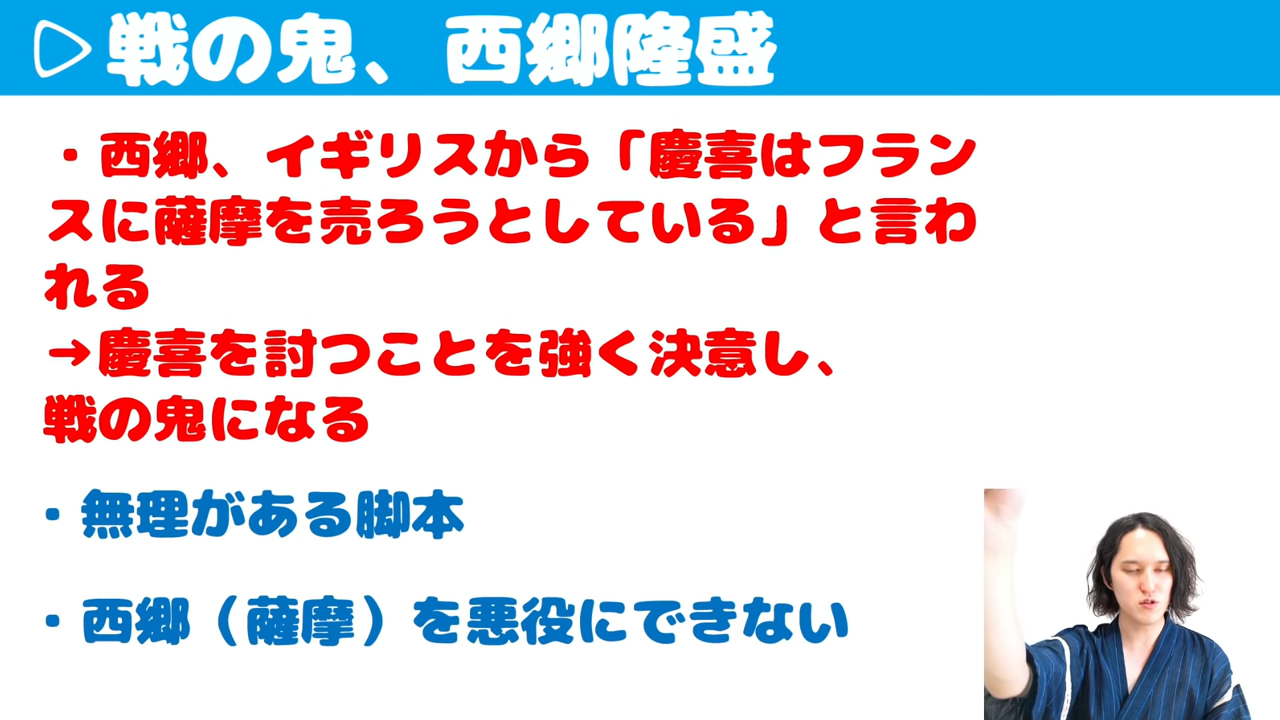 戦の鬼、西郷隆盛
・西郷、イギリスから「慶喜はフラン
スに薩摩を売ろうとしている」と言わ
れる
→慶喜を討つことを強く決意し、
戦の鬼になる
・無理がある脚本
・西郷（薩摩）を悪役にできない